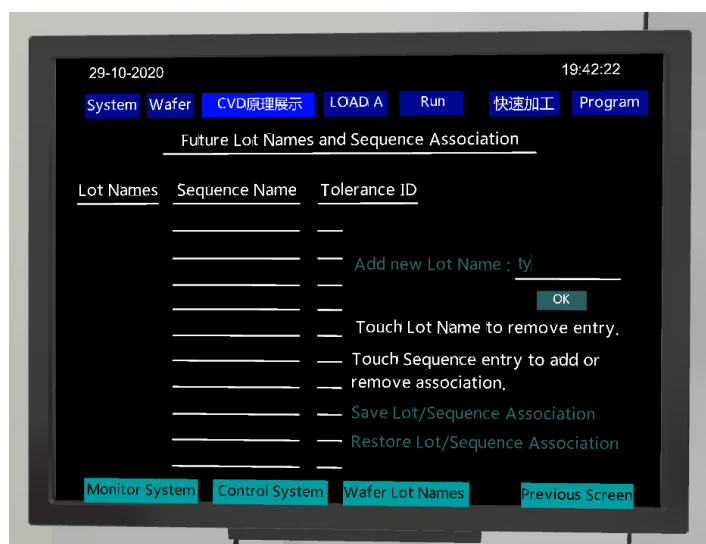 29-10-2020 19:42:22
System Wafer CVD原理展示 LOAD A Run 快速加工 Program
Future Lot Names and Sequence Association
Lot Names Sequence Name Tolerance ID
Add new Lot Name : ty
OK
Touch Lot Name to remove entry.
Touch Sequence entry to add or
remove association.
Save Lot/Sequence Association
Restore Lot/Sequence Association
Monitor System Control System Wafer Lot Names Previous Screen